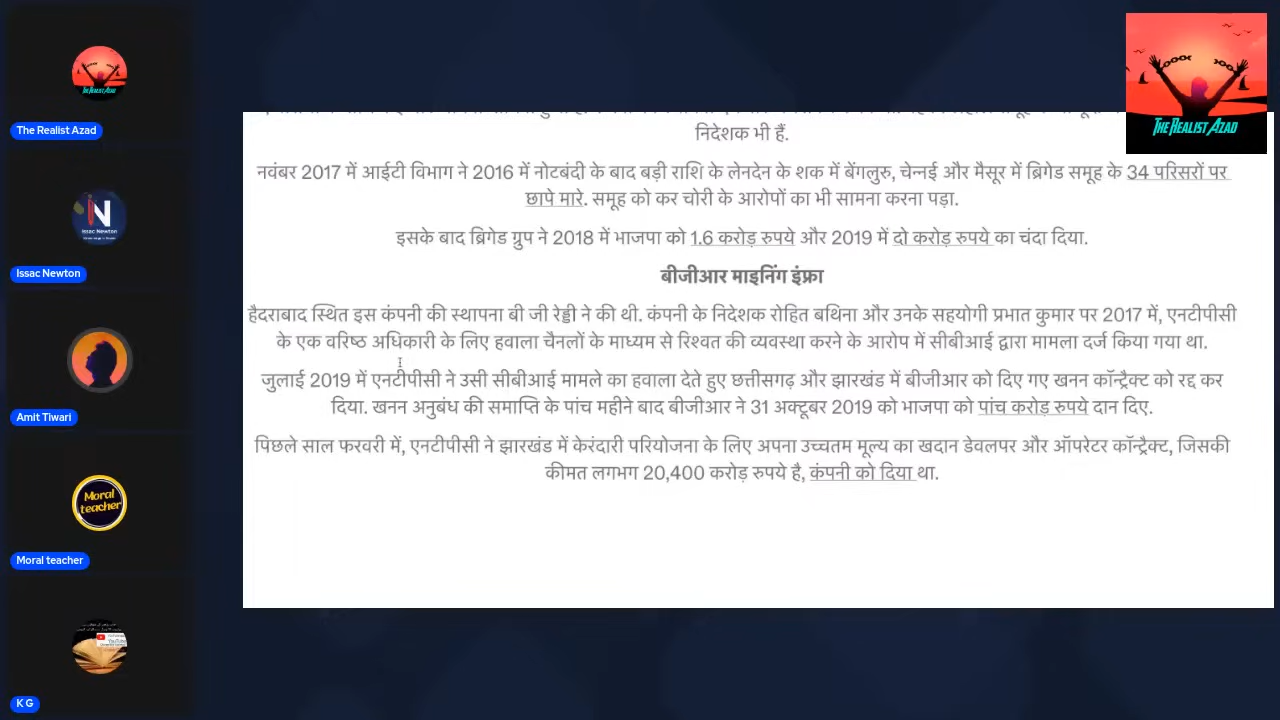 The Realist Azad
Issac Newton
Amit Tiwari
Moral
teacher
Moral teacher
K G
THE REALIST AZAD
निदेशक भी हैं.
नवंबर 2017 में आईटी विभाग ने 2016 में नोटबंदी के बाद बड़ी राशि के लेनदेन के शक में बेंगलुरु, चेन्नई और मैसूर में ब्रिगेड समूह के 34 परिसरों पर
छापे मारे. समूह को कर चोरी के आरोपों का भी सामना करना पड़ा.
इसके बाद ब्रिगेड ग्रुप ने 2018 में भाजपा को 1.6 करोड़ रुपये और 2019 में दो करोड़ रुपये का चंदा दिया.
बीजीआर माइनिंग इंफ्रा
हैदराबाद स्थित इस कंपनी की स्थापना बी जी रेड्डी ने की थी. कंपनी के निदेशक रोहित बथिना और उनके सहयोगी प्रभात कुमार पर 2017 में, एनटीपीसी
के एक वरिष्ठ अधिकारी के लिए हवाला चैनलों के माध्यम से रिश्वत की व्यवस्था करने के आरोप में सीबीआई द्वारा मामला दर्ज किया गया था.
जुलाई 2019 में एनटीपीसी ने उसी सीबीआई मामले का हवाला देते हुए छत्तीसगढ़ और झारखंड में बीजीआर को दिए गए खनन कॉन्ट्रैक्ट को रद्द कर
दिया. खनन अनुबंध की समाप्ति के पांच महीने बाद बीजीआर ने 31 अक्टूबर 2019 को भाजपा को पांच करोड़ रुपये दान दिए.
पिछले साल फरवरी में, एनटीपीसी ने झारखंड में केरंदारी परियोजना के लिए अपना उच्चतम मूल्य का खदान डेवलपर और ऑपरेटर कॉन्ट्रैक्ट, जिसकी
कीमत लगभग 20,400 करोड़ रुपये है, कंपनी को दिया था.